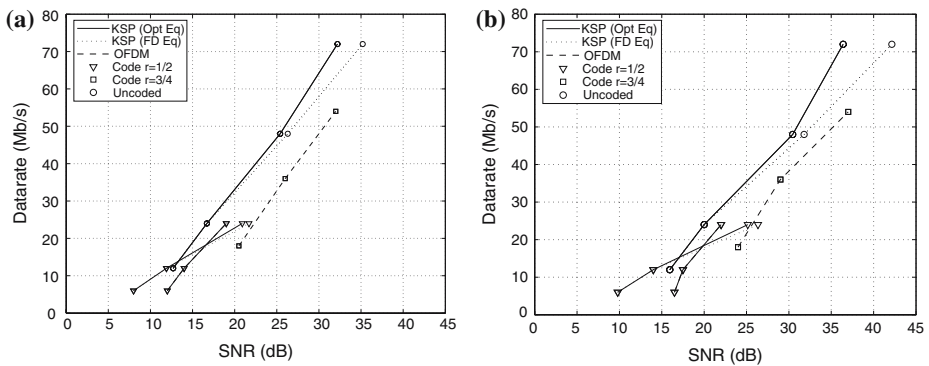 (a)
80
70
60
50
40
30
20
10
0
Datarate (Mb/s)
KSP (Opt Eq)
KSP (FD Eq)
OFDM
Code r=1/2
Code r=3/4
Uncoded
0 5 10 15 20 25 30 35 40 45
SNR (dB)
(b)
80
70
60
50
40
30
20
10
0
Datarate (Mb/s)
KSP (Opt Eq)
KSP (FD Eq)
OFDM
Code r=1/2
Code r=3/4
Uncoded
0 5 10 15 20 25 30 35 40 45
SNR (dB)